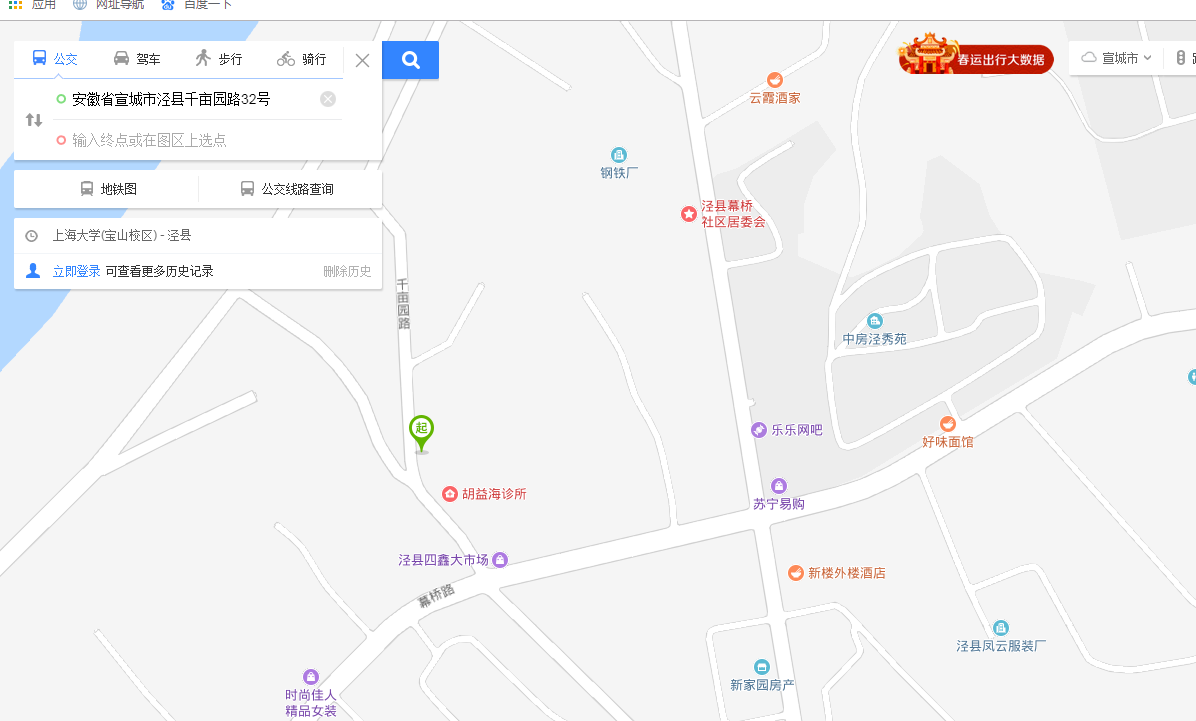 应用 网址导航 百度一下
公交 驾车 步行 骑行
安徽省宣城市泾县千亩园路32号
输入终点或在图区上选点
地铁图 公交线路查询
上海大学(宝山校区) - 泾县
立即登录 可查看更多历史记录 删除历史
春运出行大数据
宣城市
云霞酒家
钢铁厂
泾县幕桥
社区居委会
千亩园路
中房泾秀苑
起
乐乐网吧
好味面馆
胡益海诊所
苏宁易购
泾县四鑫大市场
新楼外楼酒店
幕桥路
泾县凤云服装厂
时尚佳人
精品女装
新家园房产